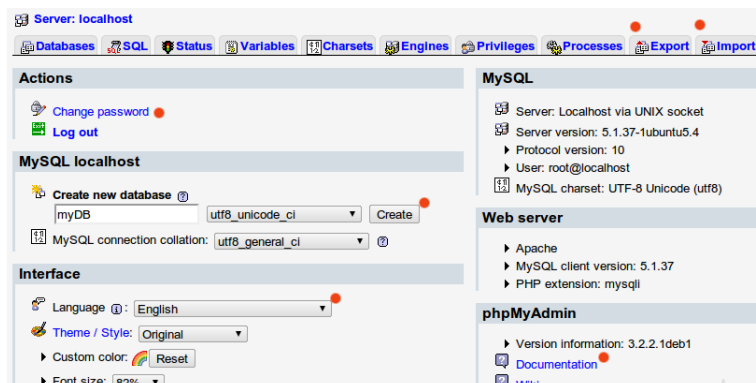 Server: localhost
Databases SQL Status Variables Charsets Engines Privileges Processes Export Import
Actions
Change password
Log out
MySQL localhost
Create new database
myDB utf8_unicode_ci Create
MySQL connection collation: utf8_general_ci
Interface
Language : English
Theme / Style: Original
Custom color: Reset
Font size: 82%
MySQL
Server: Localhost via UNIX socket
Server version: 5.1.37-1ubuntu5.4
Protocol version: 10
User: root@localhost
MySQL charset: UTF-8 Unicode (utf8)
Web server
Apache
MySQL client version: 5.1.37
PHP extension: mysqli
phpMyAdmin
Version information: 3.2.2.1deb1
Documentation
Wiki